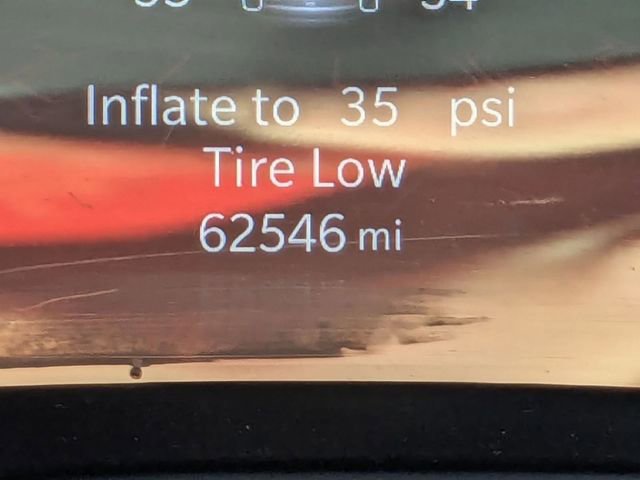 Inflate to 35 psi
Tire Low
62546 mi